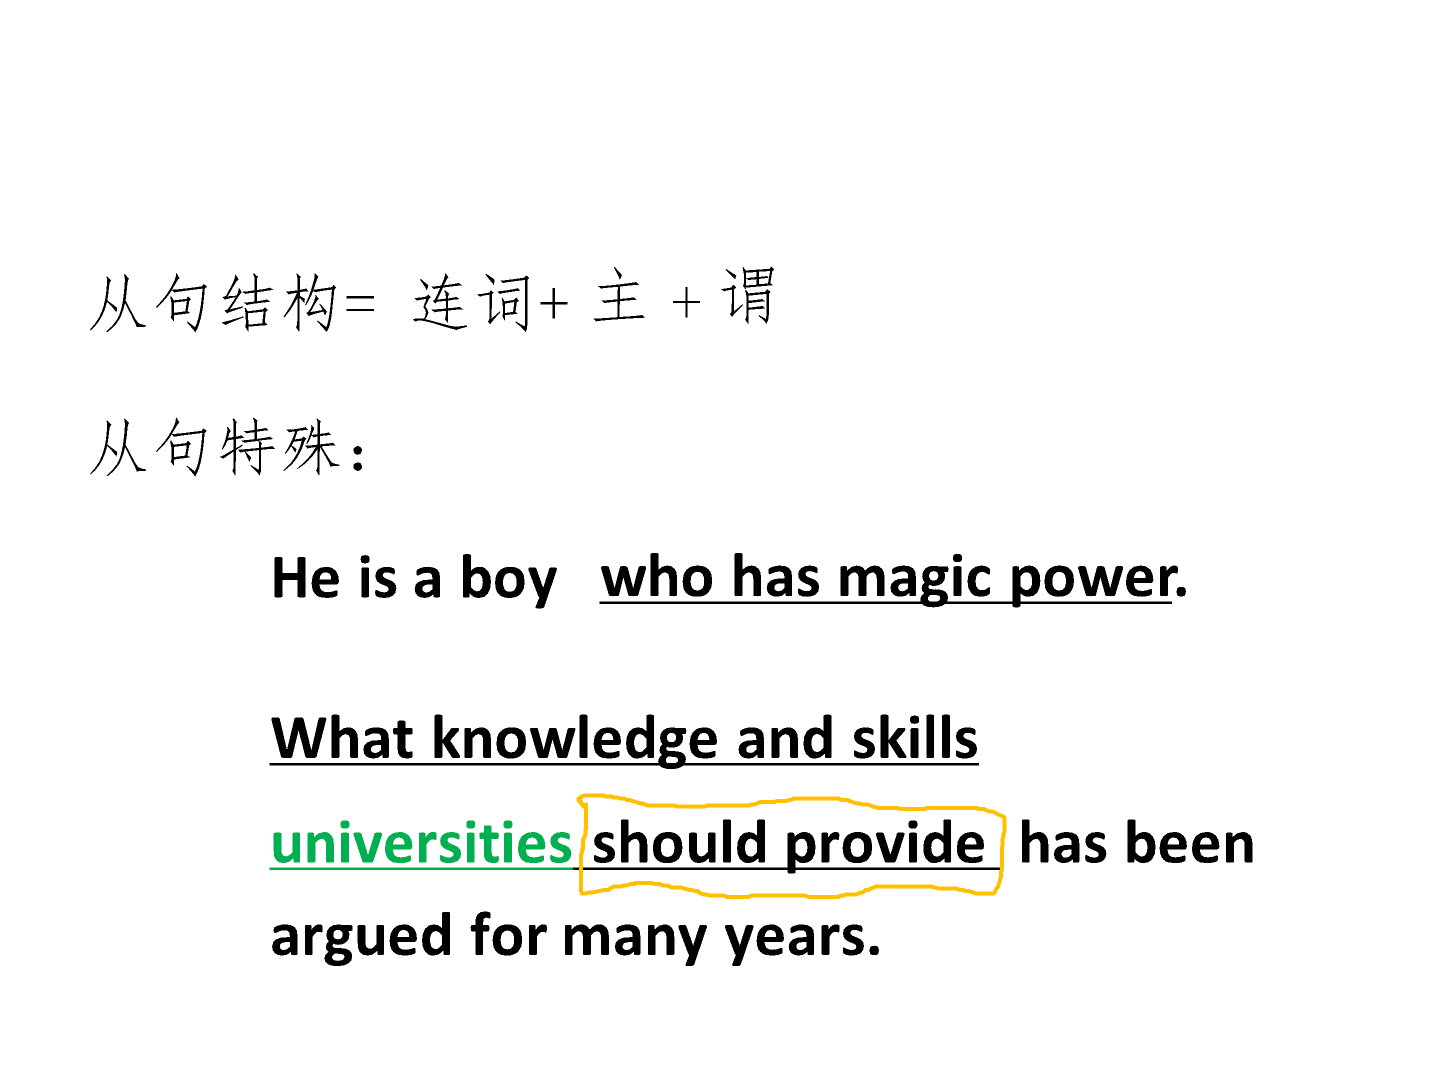 从句结构= 连词+ 主 + 谓
从句特殊：
He is a boy who has magic power.
What knowledge and skills
universities should provide has been
argued for many years.